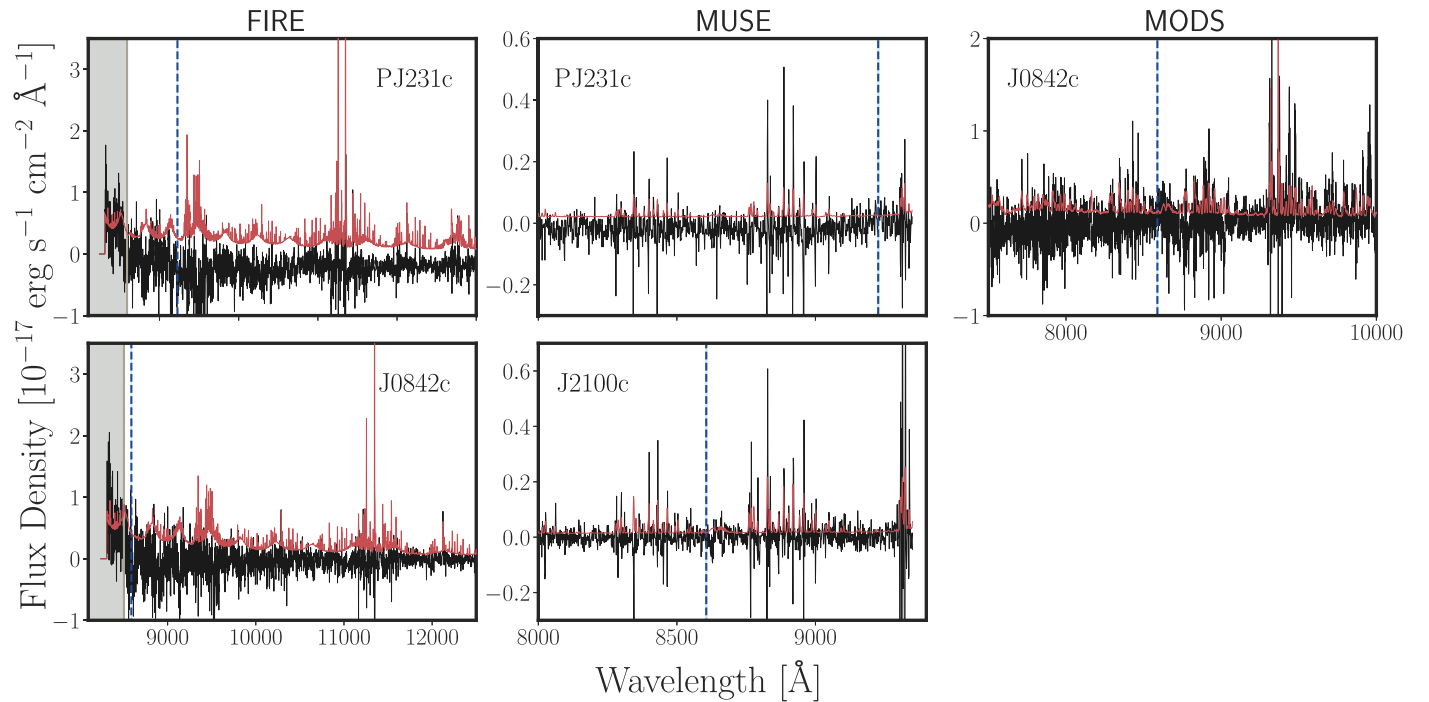 FIRE
MUSE
MODS
Flux Density [10⁻¹⁷ erg s⁻¹ cm⁻² Å⁻¹]
3
2
1
0
−1
PJ231c
0.6
0.4
0.2
0.0
−0.2
PJ231c
2
1
0
−1
J0842c
8000 9000 10000
3
2
1
0
−1
J0842c
9000 10000 11000 12000
0.6
0.4
0.2
0.0
−0.2
J2100c
8000 8500 9000
Wavelength [Å]